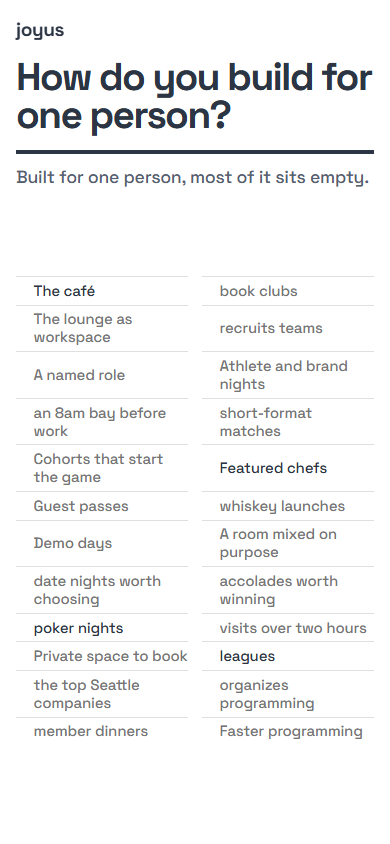 joyus
How do you build for
one person?
Built for one person, most of it sits empty.
The café
The lounge as
workspace
A named role
an 8am bay before
work
Cohorts that start
the game
Guest passes
Demo days
date nights worth
choosing
poker nights
Private space to book
the top Seattle
companies
member dinners
book clubs
recruits teams
Athlete and brand
nights
short-format
matches
Featured chefs
whiskey launches
A room mixed on
purpose
accolades worth
winning
visits over two hours
leagues
organizes
programming
Faster programming